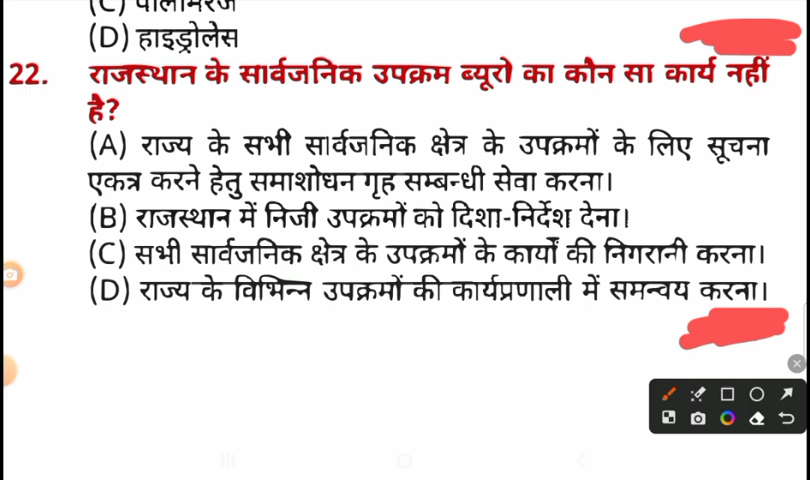 (C) पॉलीमरेज
(D) हाइड्रोलेस
22. राजस्थान के सार्वजनिक उपक्रम ब्यूरो का कौन सा कार्य नहीं
है?
(A) राज्य के सभी सार्वजनिक क्षेत्र के उपक्रमों के लिए सूचना
एकत्र करने हेतु समाशोधन गृह सम्बन्धी सेवा करना।
(B) राजस्थान में निजी उपक्रमों को दिशा-निर्देश देना।
(C) सभी सार्वजनिक क्षेत्र के उपक्रमों के कार्यों की निगरानी करना।
(D) राज्य के विभिन्न उपक्रमों की कार्यप्रणाली में समन्वय करना।